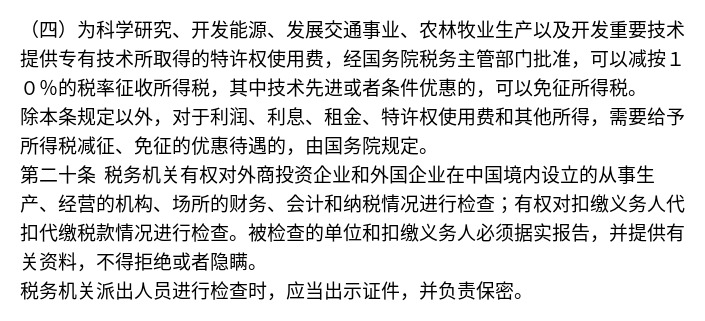 （四）为科学研究、开发能源、发展交通事业、农林牧业生产以及开发重要技术
提供专有技术所取得的特许权使用费，经国务院税务主管部门批准，可以减按１
０％的税率征收所得税，其中技术先进或者条件优惠的，可以免征所得税。
除本条规定以外，对于利润、利息、租金、特许权使用费和其他所得，需要给予
所得税减征、免征的优惠待遇的，由国务院规定。
第二十条 税务机关有权对外商投资企业和外国企业在中国境内设立的从事生
产、经营的机构、场所的财务、会计和纳税情况进行检查；有权对扣缴义务人代
扣代缴税款情况进行检查。被检查的单位和扣缴义务人必须据实报告，并提供有
关资料，不得拒绝或者隐瞒。
税务机关派出人员进行检查时，应当出示证件，并负责保密。